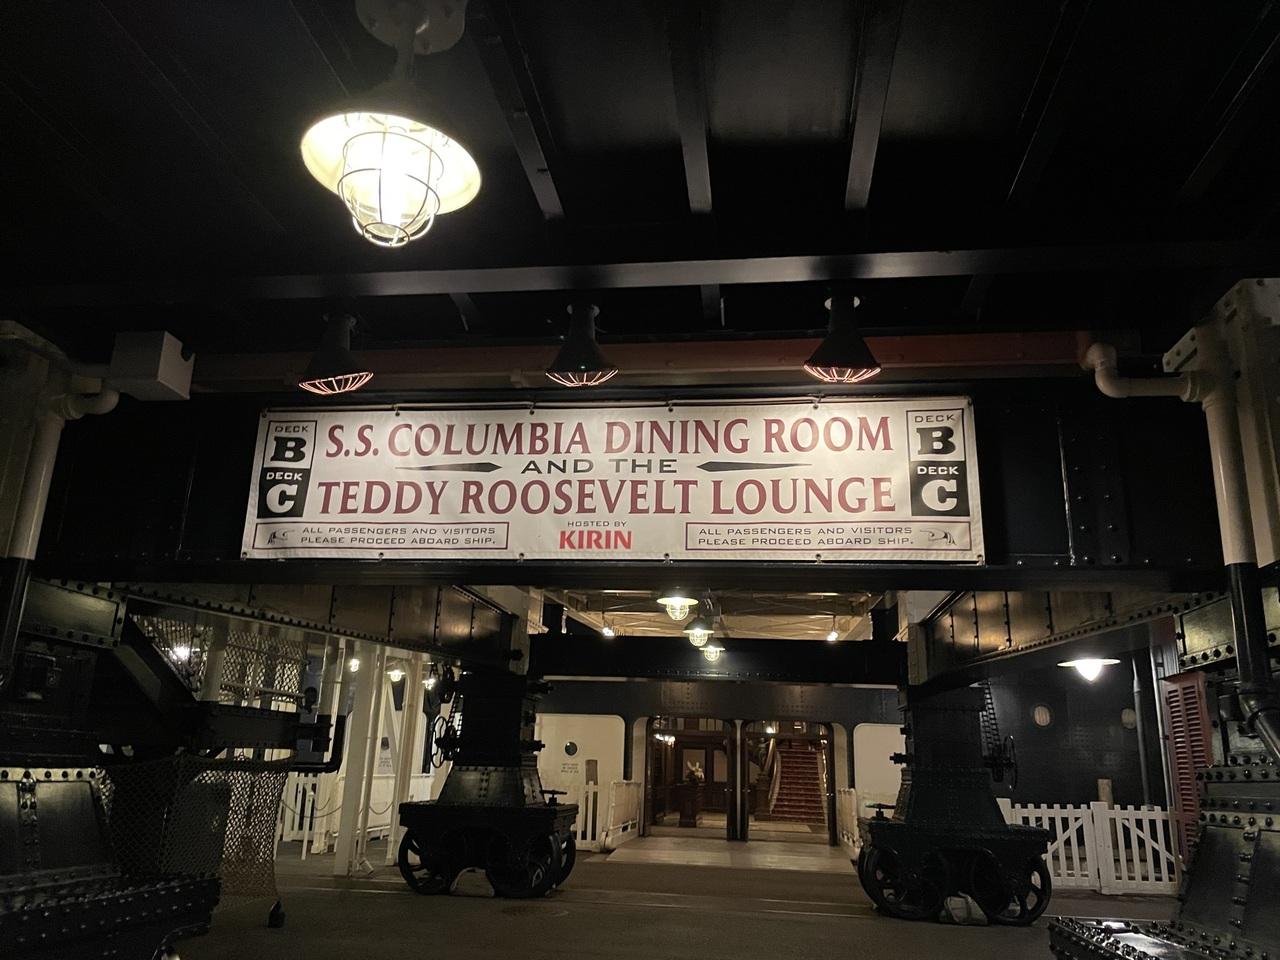 DECK
B
DECK
C
S.S. COLUMBIA DINING ROOM
AND THE
TEDDY ROOSEVELT LOUNGE
DECK
B
DECK
C
ALL PASSENGERS AND VISITORS
PLEASE PROCEED ABOARD SHIP.
HOSTED BY
KIRIN
ALL PASSENGERS AND VISITORS
PLEASE PROCEED ABOARD SHIP.